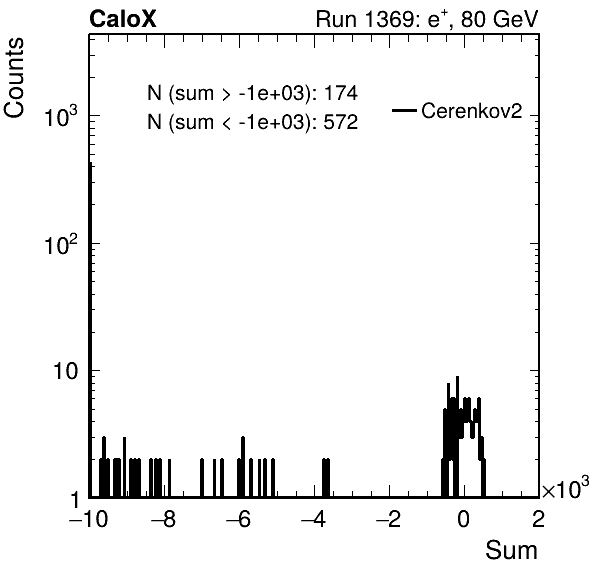 CaloX Run 1369: e⁺, 80 GeV
Counts
N (sum > -1e+03): 174
N (sum < -1e+03): 572
Cerenkov2
10³
10²
10
1
−10 −8 −6 −4 −2 0 2
×10³
Sum